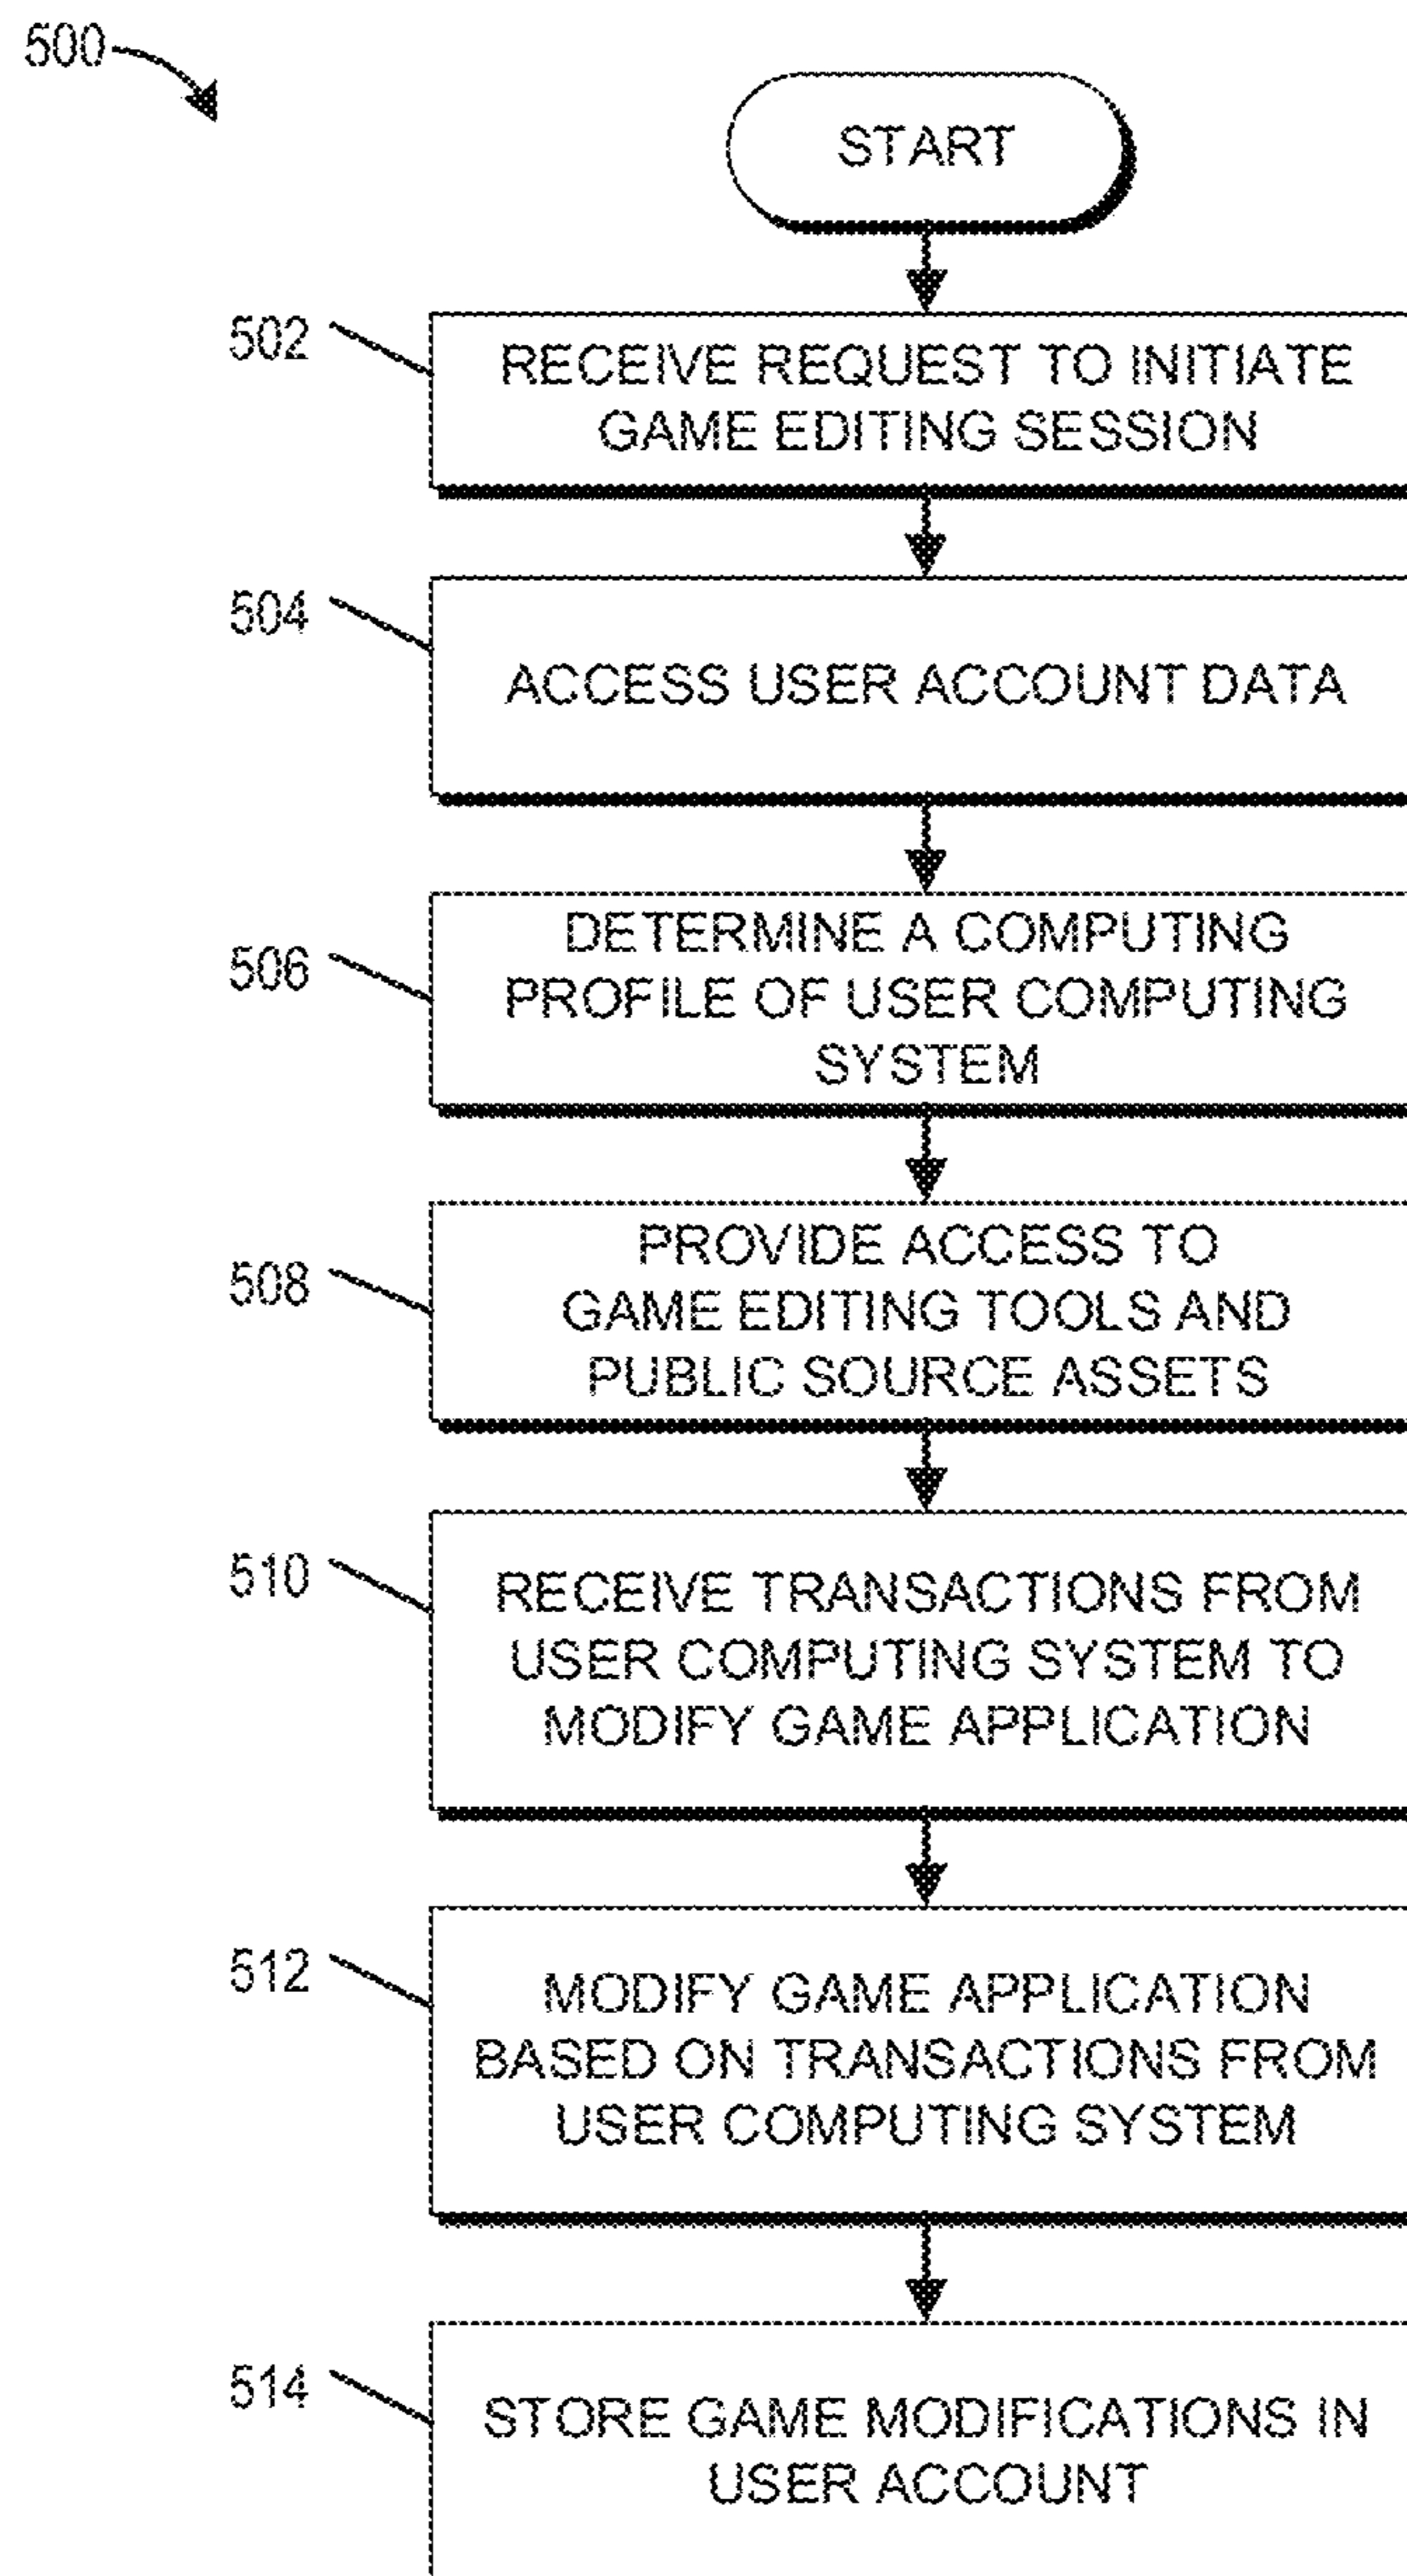 500
START
502
RECEIVE REQUEST TO INITIATE
GAME EDITING SESSION
504
ACCESS USER ACCOUNT DATA
506
DETERMINE A COMPUTING
PROFILE OF USER COMPUTING
SYSTEM
508
PROVIDE ACCESS TO
GAME EDITING TOOLS AND
PUBLIC SOURCE ASSETS
510
RECEIVE TRANSACTIONS FROM
USER COMPUTING SYSTEM TO
MODIFY GAME APPLICATION
512
MODIFY GAME APPLICATION
BASED ON TRANSACTIONS FROM
USER COMPUTING SYSTEM
514
STORE GAME MODIFICATIONS IN
USER ACCOUNT